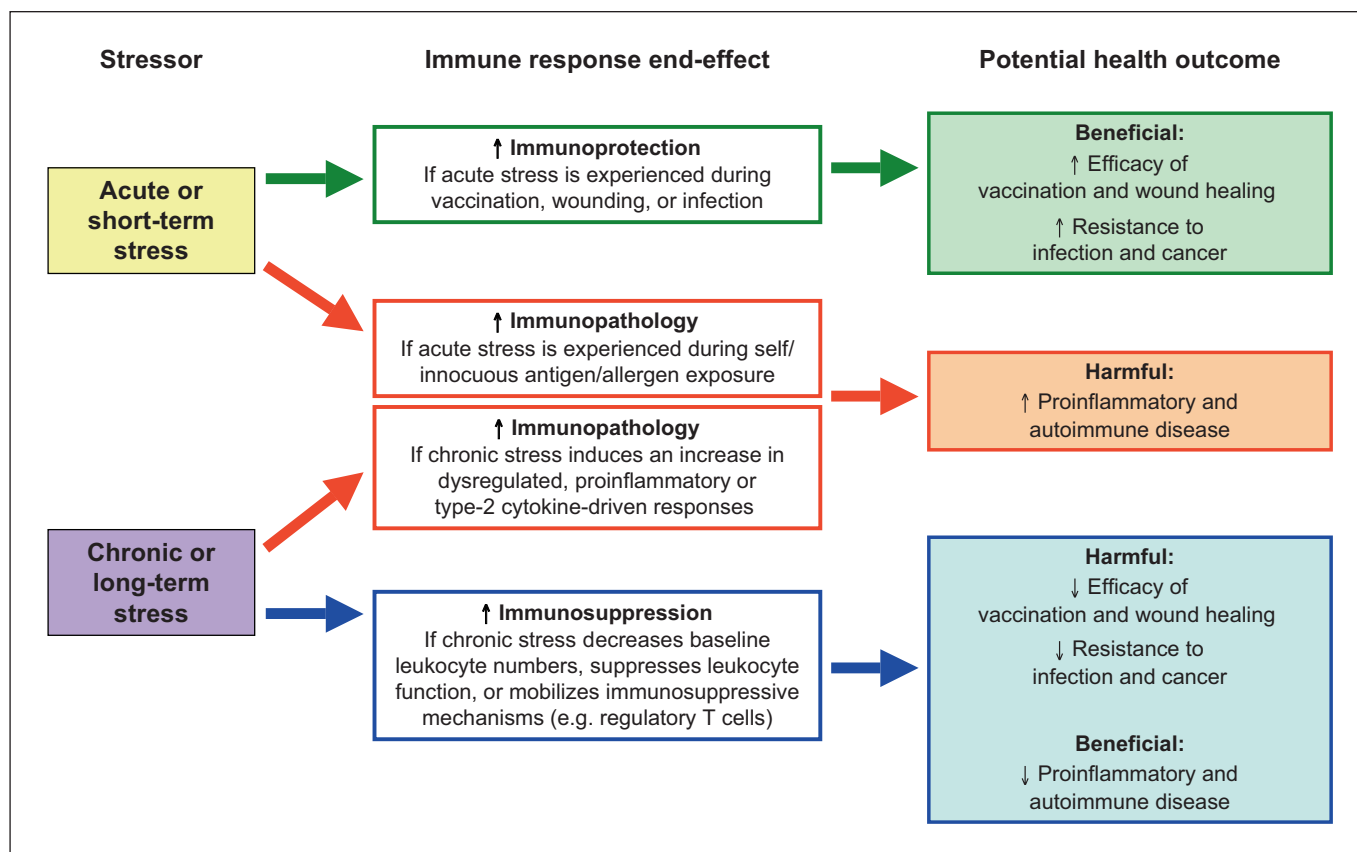 Stressor
Immune response end-effect
Potential health outcome
Acute or
short-term
stress
↑ Immunoprotection
If acute stress is experienced during
vaccination, wounding, or infection
Beneficial:
↑ Efficacy of
vaccination and wound healing
↑ Resistance to
infection and cancer
↑ Immunopathology
If acute stress is experienced during self/
innocuous antigen/allergen exposure
↑ Immunopathology
If chronic stress induces an increase in
dysregulated, proinflammatory or
type-2 cytokine-driven responses
Harmful:
↑ Proinflammatory and
autoimmune disease
Chronic or
long-term
stress
↑ Immunosuppression
If chronic stress decreases baseline
leukocyte numbers, suppresses leukocyte
function, or mobilizes immunosuppressive
mechanisms (e.g. regulatory T cells)
Harmful:
↓ Efficacy of
vaccination and wound healing
↓ Resistance to
infection and cancer
Beneficial:
↓ Proinflammatory and
autoimmune disease